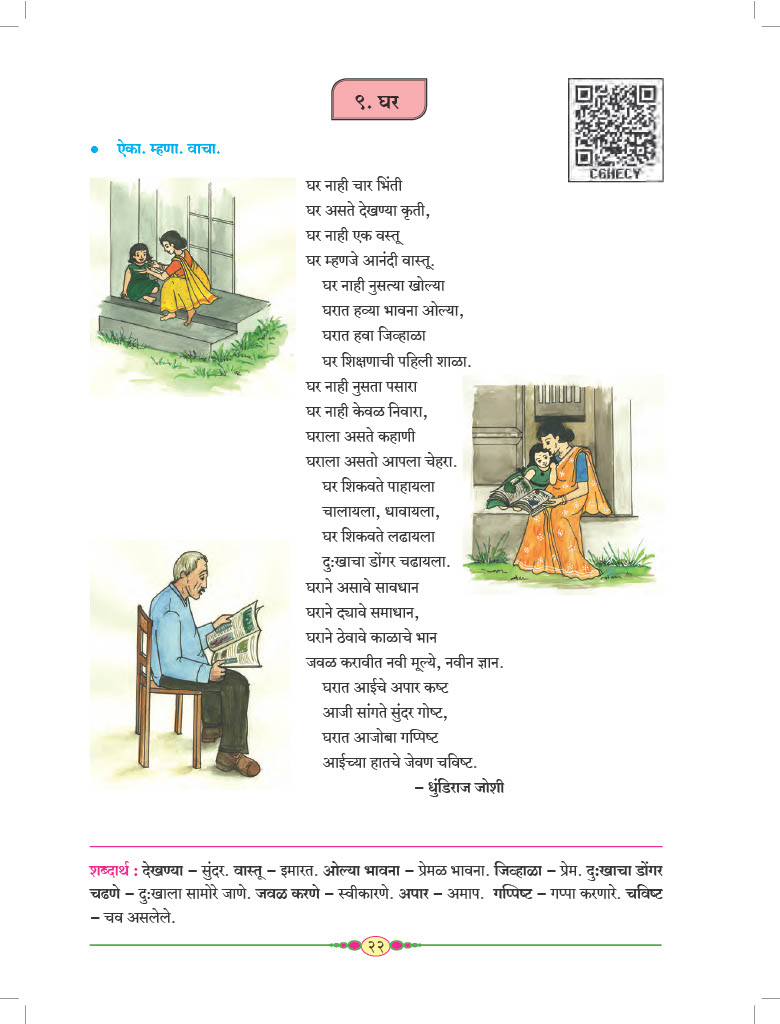 ९. घर
C6HECY
• ऐका. म्हणा. वाचा.
घर नाही चार भिंती
घर असते देखण्या कृती,
घर नाही एक वस्तू
घर म्हणजे आनंदी वास्तू.
घर नाही नुसत्या खोल्या
घरात हव्या भावना ओल्या,
घरात हवा जिव्हाळा
घर शिक्षणाची पहिली शाळा.
घर नाही नुसता पसारा
घर नाही केवळ निवारा,
घराला असते कहाणी
घराला असतो आपला चेहरा.
घर शिकवते पाहायला
चालायला, धावायला,
घर शिकवते लढायला
दुःखाचा डोंगर चढायला.
घराने असावे सावधान
घराने द्यावे समाधान,
घराने ठेवावे काळाचे भान
जवळ करावीत नवी मूल्ये, नवीन ज्ञान.
घरात आईचे अपार कष्ट
आजी सांगते सुंदर गोष्ट,
घरात आजोबा गप्पिष्ट
आईच्या हातचे जेवण चविष्ट.
– धुंडिराज जोशी
शब्दार्थ : देखण्या – सुंदर. वास्तू – इमारत. ओल्या भावना – प्रेमळ भावना. जिव्हाळा – प्रेम. दुःखाचा डोंगर
चढणे – दुःखाला सामोरे जाणे. जवळ करणे – स्वीकारणे. अपार – अमाप. गप्पिष्ट – गप्पा करणारे. चविष्ट
– चव असलेले.
२२